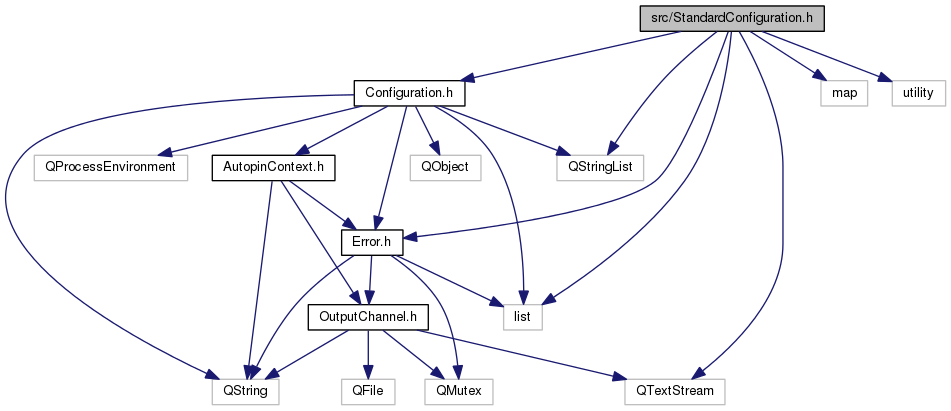 src/StandardConfiguration.h
Configuration.h
map
utility
QProcessEnvironment
AutopinContext.h
QObject
QStringList
Error.h
OutputChannel.h
list
QString
QFile
QMutex
QTextStream